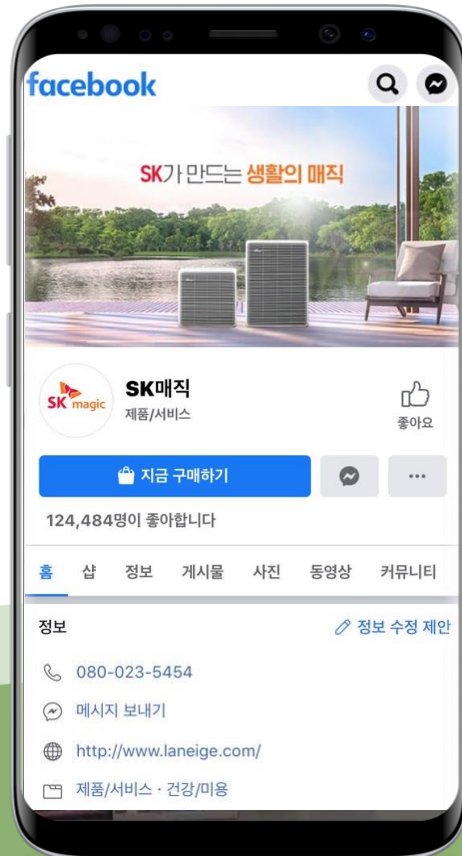 facebook
SK가 만드는 생활의 매직
SK magic
SK매직
제품/서비스
좋아요
지금 구매하기
124,484명이 좋아합니다
홈 샵 정보 게시물 사진 동영상 커뮤니티
정보
정보 수정 제안
080-023-5454
메시지 보내기
http://www.laneige.com/
제품/서비스 · 건강/미용